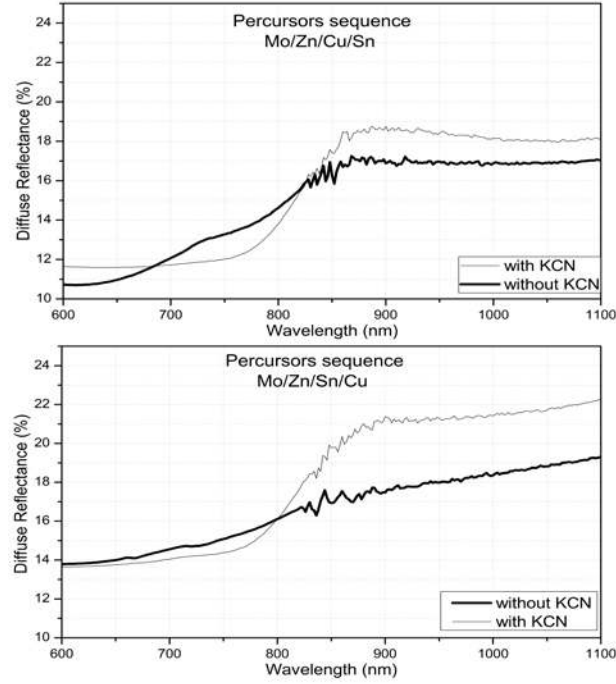 Percursors sequence
Mo/Zn/Cu/Sn
Diffuse Reflectance (%)
24
22
20
18
16
14
12
10
with KCN
without KCN
600 700 800 900 1000 1100
Wavelength (nm)
Percursors sequence
Mo/Zn/Sn/Cu
Diffuse Reflectance (%)
24
22
20
18
16
14
12
10
without KCN
with KCN
600 700 800 900 1000 1100
Wavelength (nm)